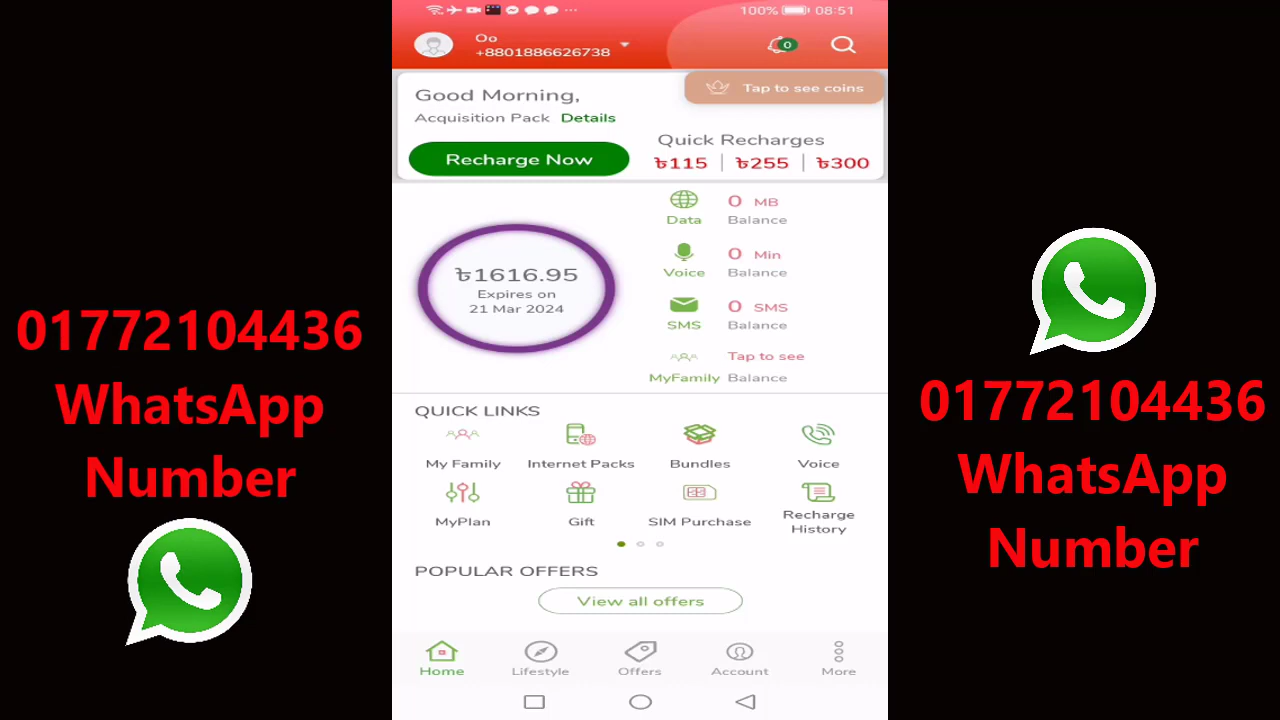 100% 08:51
Oo
+8801886626738
0
Tap to see coins
Good Morning,
Acquisition Pack Details
Recharge Now
Quick Recharges
৳115 ৳255 ৳300
৳1616.95
Expires on
21 Mar 2024
0 MB
Data Balance
0 Min
Voice Balance
0 SMS
SMS Balance
Tap to see
MyFamily Balance
QUICK LINKS
My Family Internet Packs Bundles Voice
MyPlan Gift SIM Purchase Recharge
History
POPULAR OFFERS
View all offers
Home Lifestyle Offers Account More
01772104436
WhatsApp
Number
01772104436
WhatsApp
Number